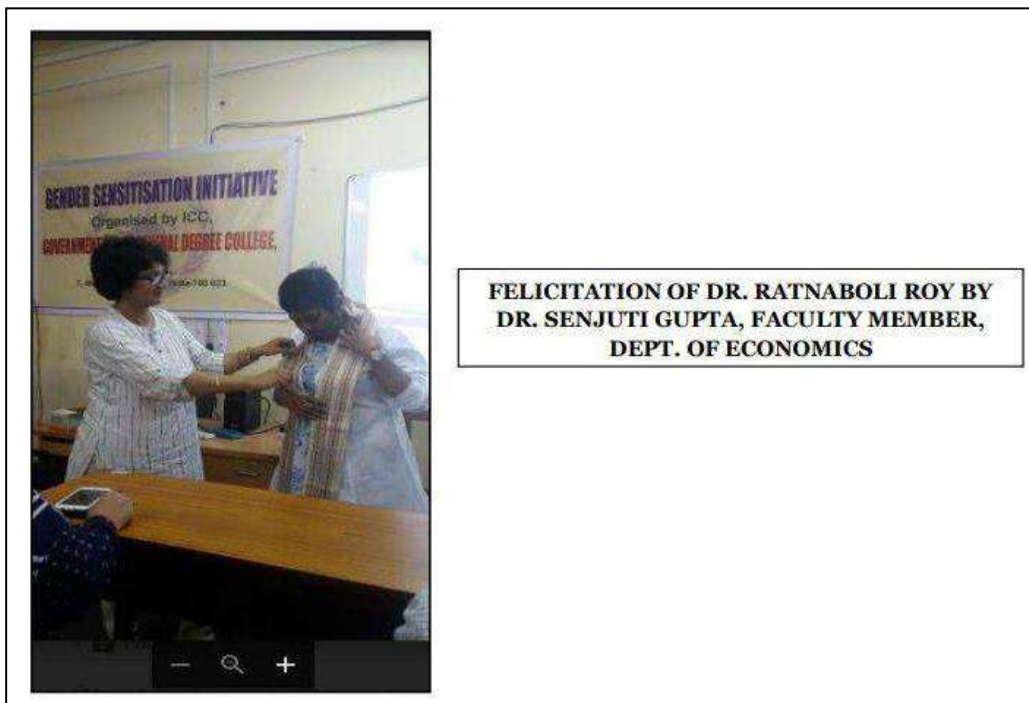 GENDER SENSITISATION INITIATIVE
Organised by ICC,
DEGREE COLLEGE,
FELICITATION OF DR. RATNABOLI ROY BY
DR. SENJUTI GUPTA, FACULTY MEMBER,
DEPT. OF ECONOMICS